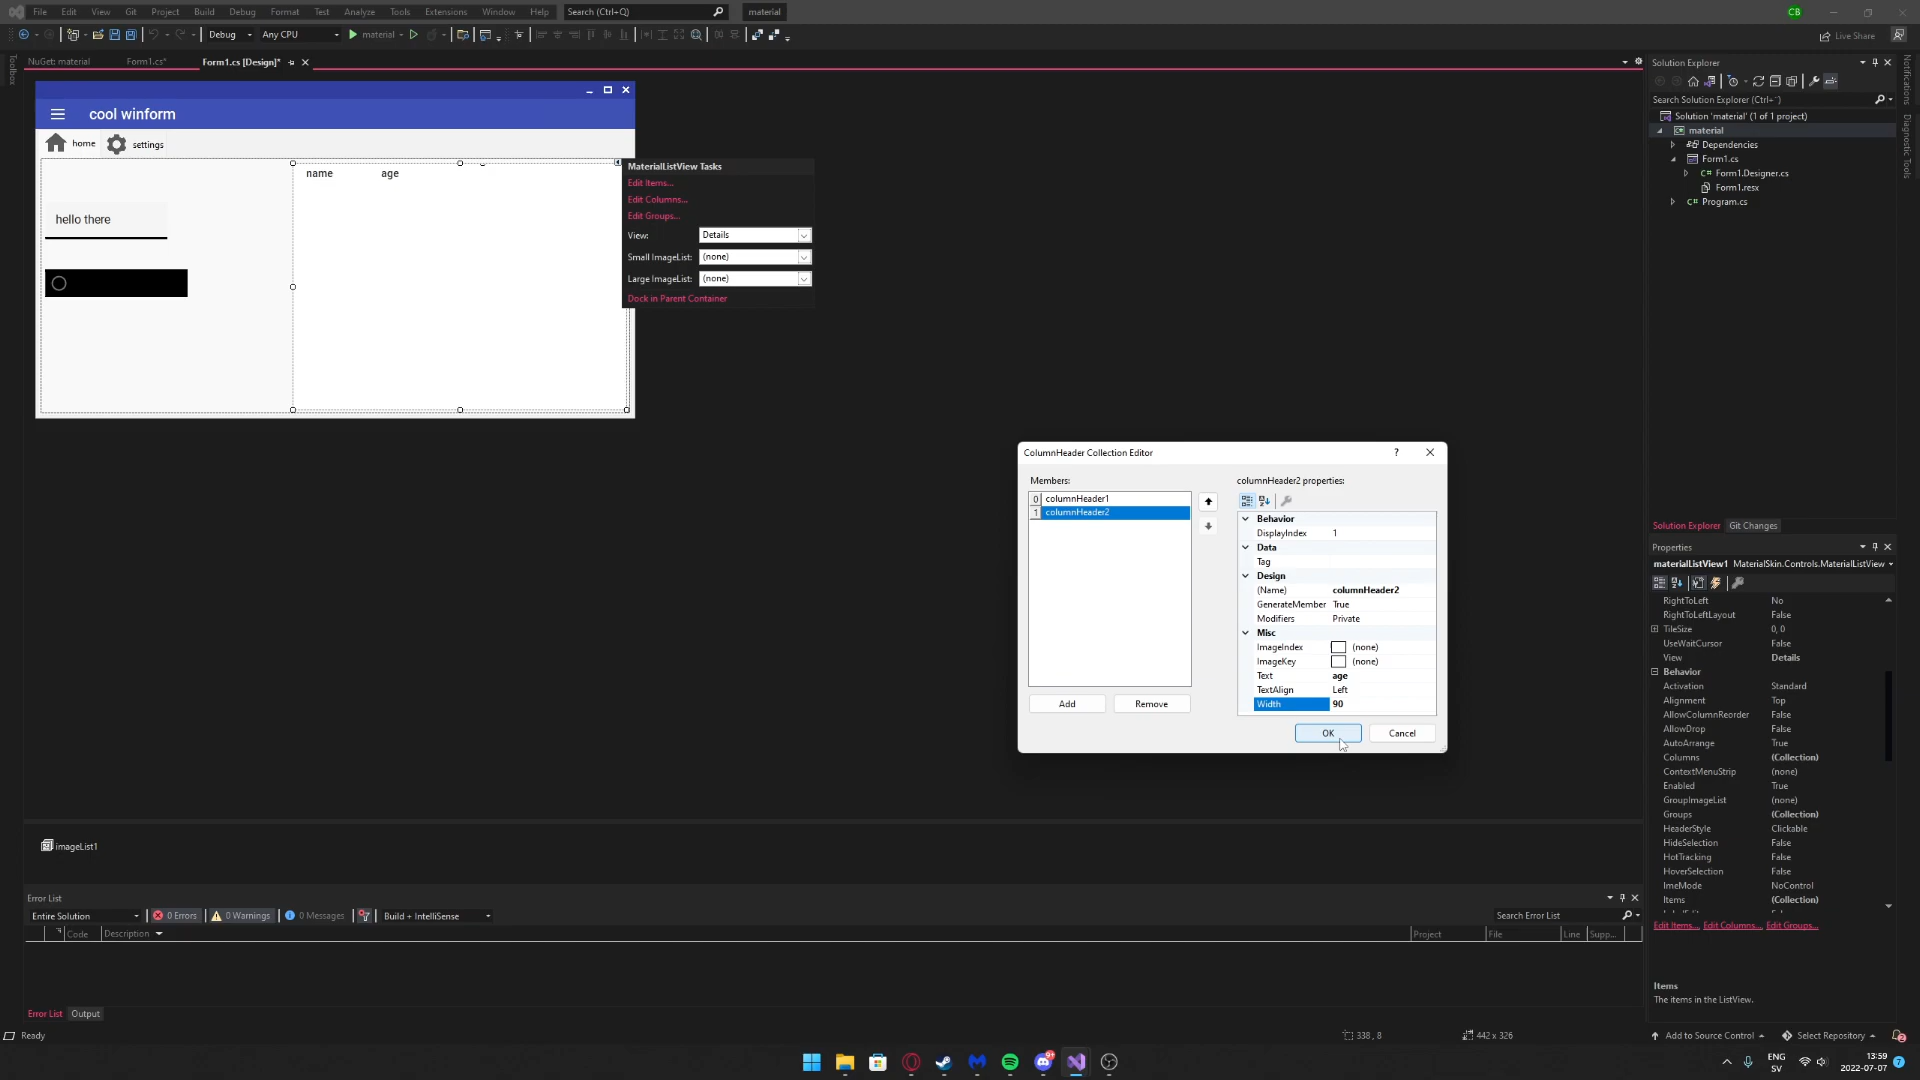 File Edit View Git Project Build Debug Format Test Analyze Tools Extensions Window Help Search (Ctrl+Q) material CB
Debug Any CPU material Live Share
NuGet: material Form1.cs* Form1.cs [Design]*
Toolbox
cool winform
home settings
hello there
name age
MaterialListView Tasks
Edit Items...
Edit Columns...
Edit Groups...
View: Details
Small ImageList: (none)
Large ImageList: (none)
Dock in Parent Container
ColumnHeader Collection Editor ?
Members:
0 columnHeader1
1 columnHeader2
Add Remove
columnHeader2 properties:
Behavior
DisplayIndex 1
Data
Tag
Design
(Name) columnHeader2
GenerateMember True
Modifiers Private
Misc
ImageIndex (none)
ImageKey (none)
Text age
TextAlign Left
Width 90
OK Cancel
Solution Explorer
Search Solution Explorer (Ctrl+¨)
Solution 'material' (1 of 1 project)
material
Dependencies
Form1.cs
Form1.Designer.cs
Form1.resx
Program.cs
Solution Explorer Git Changes
Notifications
Diagnostic Tools
Properties
materialListView1 MaterialSkin.Controls.MaterialListView
RightToLeft No
RightToLeftLayout False
TileSize 0, 0
UseWaitCursor False
View Details
Behavior
Activation Standard
Alignment Top
AllowColumnReorder False
AllowDrop False
AutoArrange True
Columns (Collection)
ContextMenuStrip (none)
Enabled True
GroupImageList (none)
Groups (Collection)
HeaderStyle Clickable
HideSelection False
HotTracking False
HoverSelection False
ImeMode NoControl
Items (Collection)
Edit Items... Edit Columns... Edit Groups...
Items
The items in the ListView.
imageList1
Error List
Entire Solution 0 Errors 0 Warnings 0 Messages Build + IntelliSense Search Error List
Code Description Project File Line Supp...
Error List Output
Ready 338 , 8 442 x 326 Add to Source Control Select Repository 2
ENG
SV
13:59
2022-07-07
7